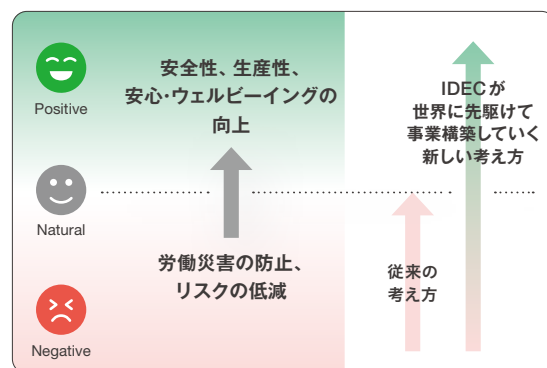 Positive
安全性、生産性、
安心・ウェルビーイングの
向上
IDECが
世界に先駆けて
事業構築していく
新しい考え方
Natural
労働災害の防止、
リスクの低減
従来の
考え方
Negative